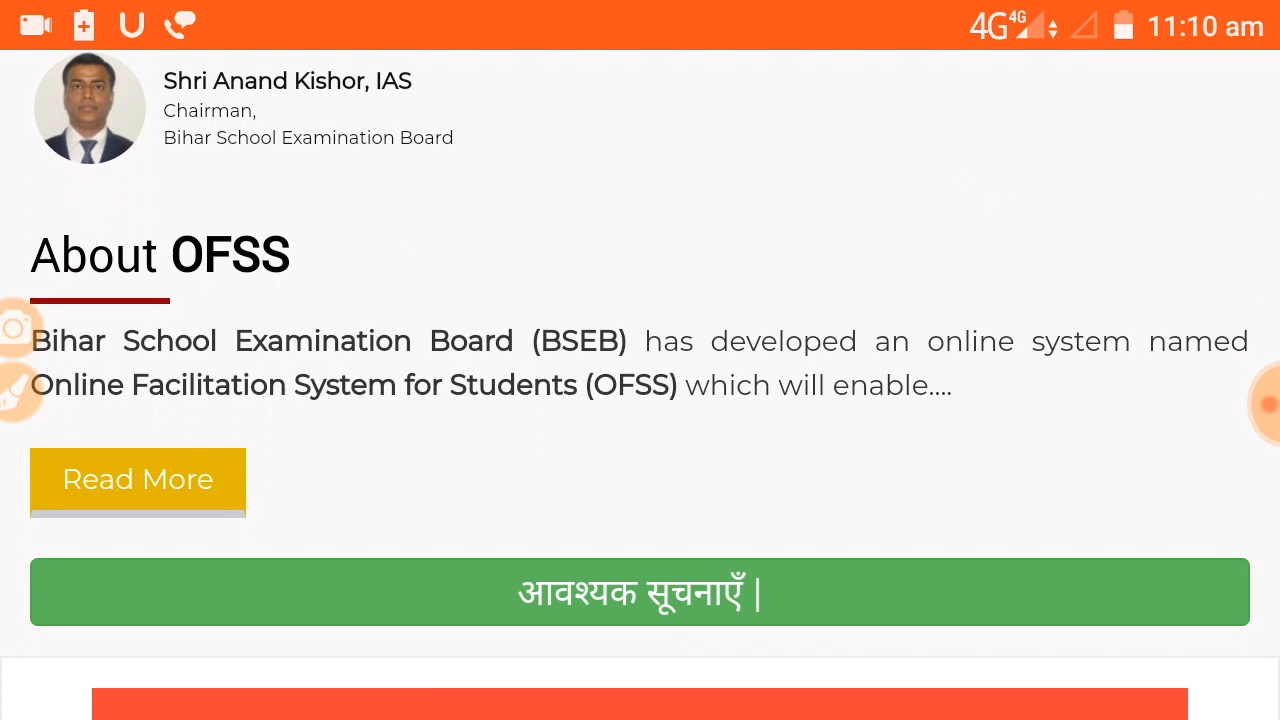 4G 4G 11:10 am
Shri Anand Kishor, IAS
Chairman,
Bihar School Examination Board
About OFSS
Bihar School Examination Board (BSEB) has developed an online system named
Online Facilitation System for Students (OFSS) which will enable....
Read More
आवश्यक सूचनाएँ |